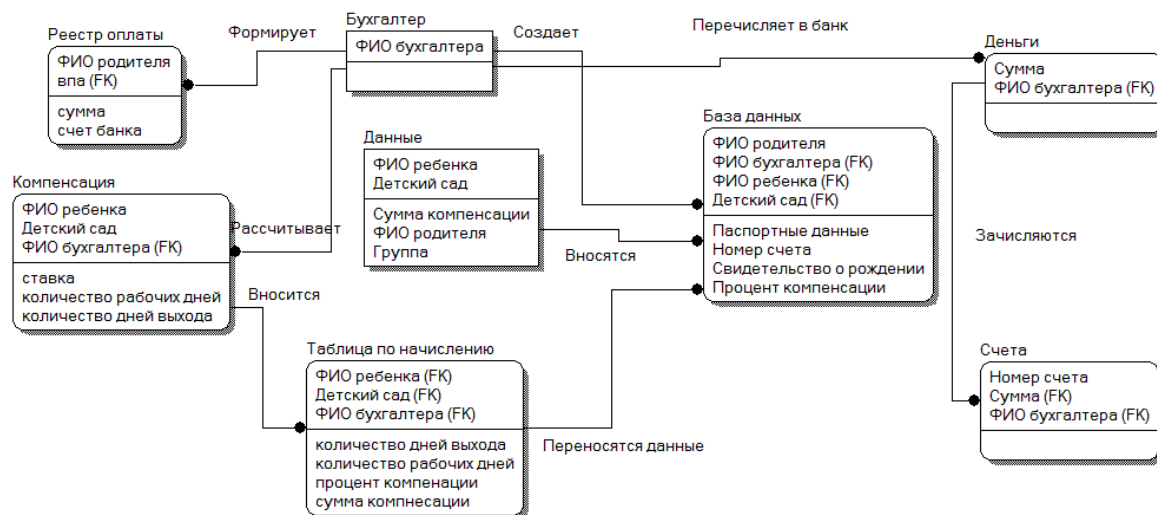 Реестр оплаты
ФИО родителя
впа (FK)
сумма
счет банка
Формирует
Бухгалтер
ФИО бухгалтера
Создает
Перечисляет в банк
Деньги
Сумма
ФИО бухгалтера (FK)
Данные
ФИО ребенка
Детский сад
Сумма компенсации
ФИО родителя
Группа
База данных
ФИО родителя
ФИО бухгалтера (FK)
ФИО ребенка (FK)
Детский сад (FK)
Паспортные данные
Номер счета
Свидетельство о рождении
Процент компенсации
Компенсация
ФИО ребенка
Детский сад
ФИО бухгалтера (FK)
ставка
количество рабочих дней
количество дней выхода
Рассчитывает
Вносятся
Зачисляются
Вносится
Таблица по начислению
ФИО ребенка (FK)
Детский сад (FK)
ФИО бухгалтера (FK)
количество дней выхода
количество рабочих дней
процент компенации
сумма компнесации
Переносятся данные
Счета
Номер счета
Сумма (FK)
ФИО бухгалтера (FK)